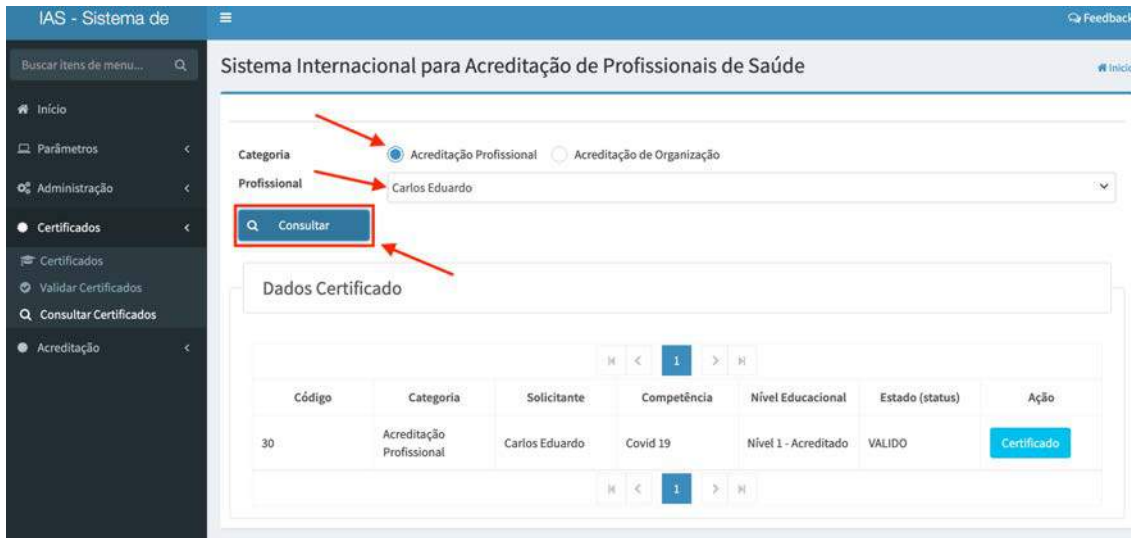 IAS - Sistema de
Feedback
Buscar itens de menu...
Sistema Internacional para Acreditação de Profissionais de Saúde
Início
Início
Parâmetros
Administração
Certificados
Certificados
Validar Certificados
Consultar Certificados
Acreditação
Categoria
Acreditação Profissional
Acreditação de Organização
Profissional
Carlos Eduardo
Consultar
Dados Certificado
1
Código Categoria Solicitante Competência Nível Educacional Estado (status) Ação
30 Acreditação Profissional Carlos Eduardo Covid 19 Nível 1 - Acreditado VALIDO Certificado
1